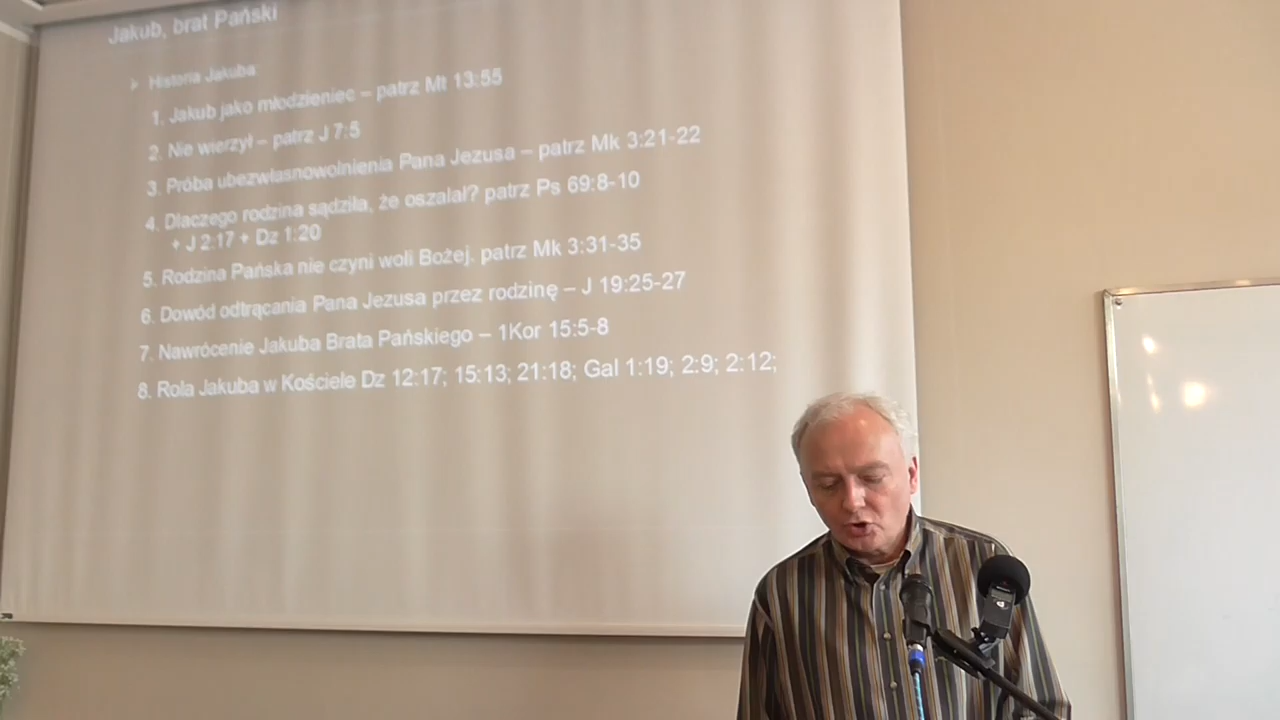 Jakub, brat Pański
➤ Historia Jakuba:
1. Jakub jako młodzieniec – patrz Mt 13:55
2. Nie wierzył – patrz J 7:5
3. Próba ubezwłasnowolnienia Pana Jezusa – patrz Mk 3:21-22
4. Dlaczego rodzina sądziła, że oszalał? patrz Ps 69:8-10
+ J 2:17 + Dz 1:20
5. Rodzina Pańska nie czyni woli Bożej. patrz Mk 3:31-35
6. Dowód odtrącania Pana Jezusa przez rodzinę – J 19:25-27
7. Nawrócenie Jakuba Brata Pańskiego – 1Kor 15:5-8
8. Rola Jakuba w Kościele Dz 12:17; 15:13; 21:18; Gal 1:19; 2:9; 2:12;